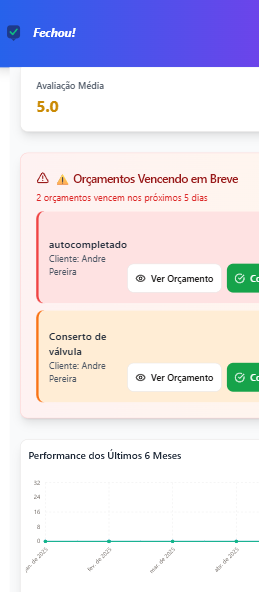 Fechou!
Avaliação Média
5.0
Orçamentos Vencendo em Breve
2 orçamentos vencem nos próximos 5 dias
autocompletado
Cliente: Andre
Pereira
Ver Orçamento
Co
Conserto de
válvula
Cliente: Andre
Pereira
Ver Orçamento
Co
Performance dos Últimos 6 Meses
32
24
16
8
0
jan. de 2025
fev. de 2025
mar. de 2025
abr. de 2025